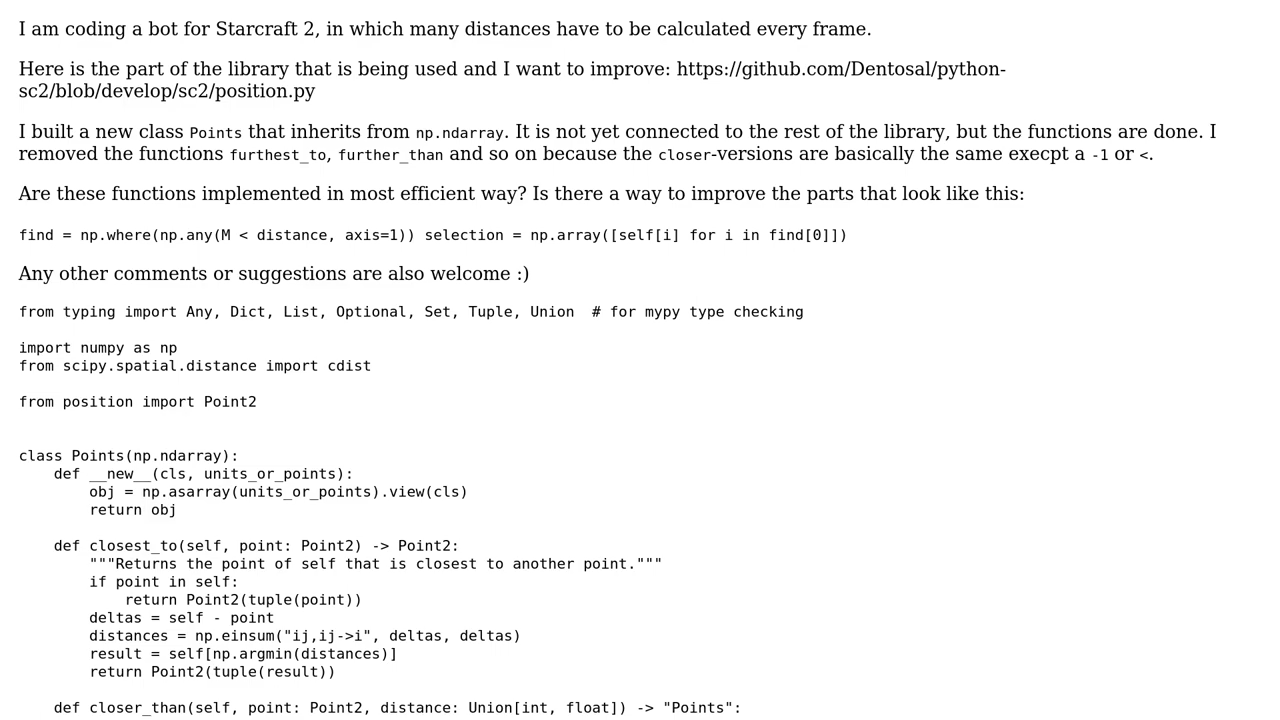 I am coding a bot for Starcraft 2, in which many distances have to be calculated every frame.
Here is the part of the library that is being used and I want to improve: https://github.com/Dentosal/python-
sc2/blob/develop/sc2/position.py
I built a new class Points that inherits from np.ndarray. It is not yet connected to the rest of the library, but the functions are done. I
removed the functions furthest_to, further_than and so on because the closer-versions are basically the same execpt a -1 or <.
Are these functions implemented in most efficient way? Is there a way to improve the parts that look like this:
find = np.where(np.any(M < distance, axis=1)) selection = np.array([self[i] for i in find[0]])
Any other comments or suggestions are also welcome :)
from typing import Any, Dict, List, Optional, Set, Tuple, Union  # for mypy type checking
import numpy as np
from scipy.spatial.distance import cdist
from position import Point2
class Points(np.ndarray):
    def __new__(cls, units_or_points):
        obj = np.asarray(units_or_points).view(cls)
        return obj
    def closest_to(self, point: Point2) -> Point2:
        """Returns the point of self that is closest to another point."""
        if point in self:
            return Point2(tuple(point))
        deltas = self - point
        distances = np.einsum("ij,ij->i", deltas, deltas)
        result = self[np.argmin(distances)]
        return Point2(tuple(result))
    def closer_than(self, point: Point2, distance: Union[int, float]) -> "Points":